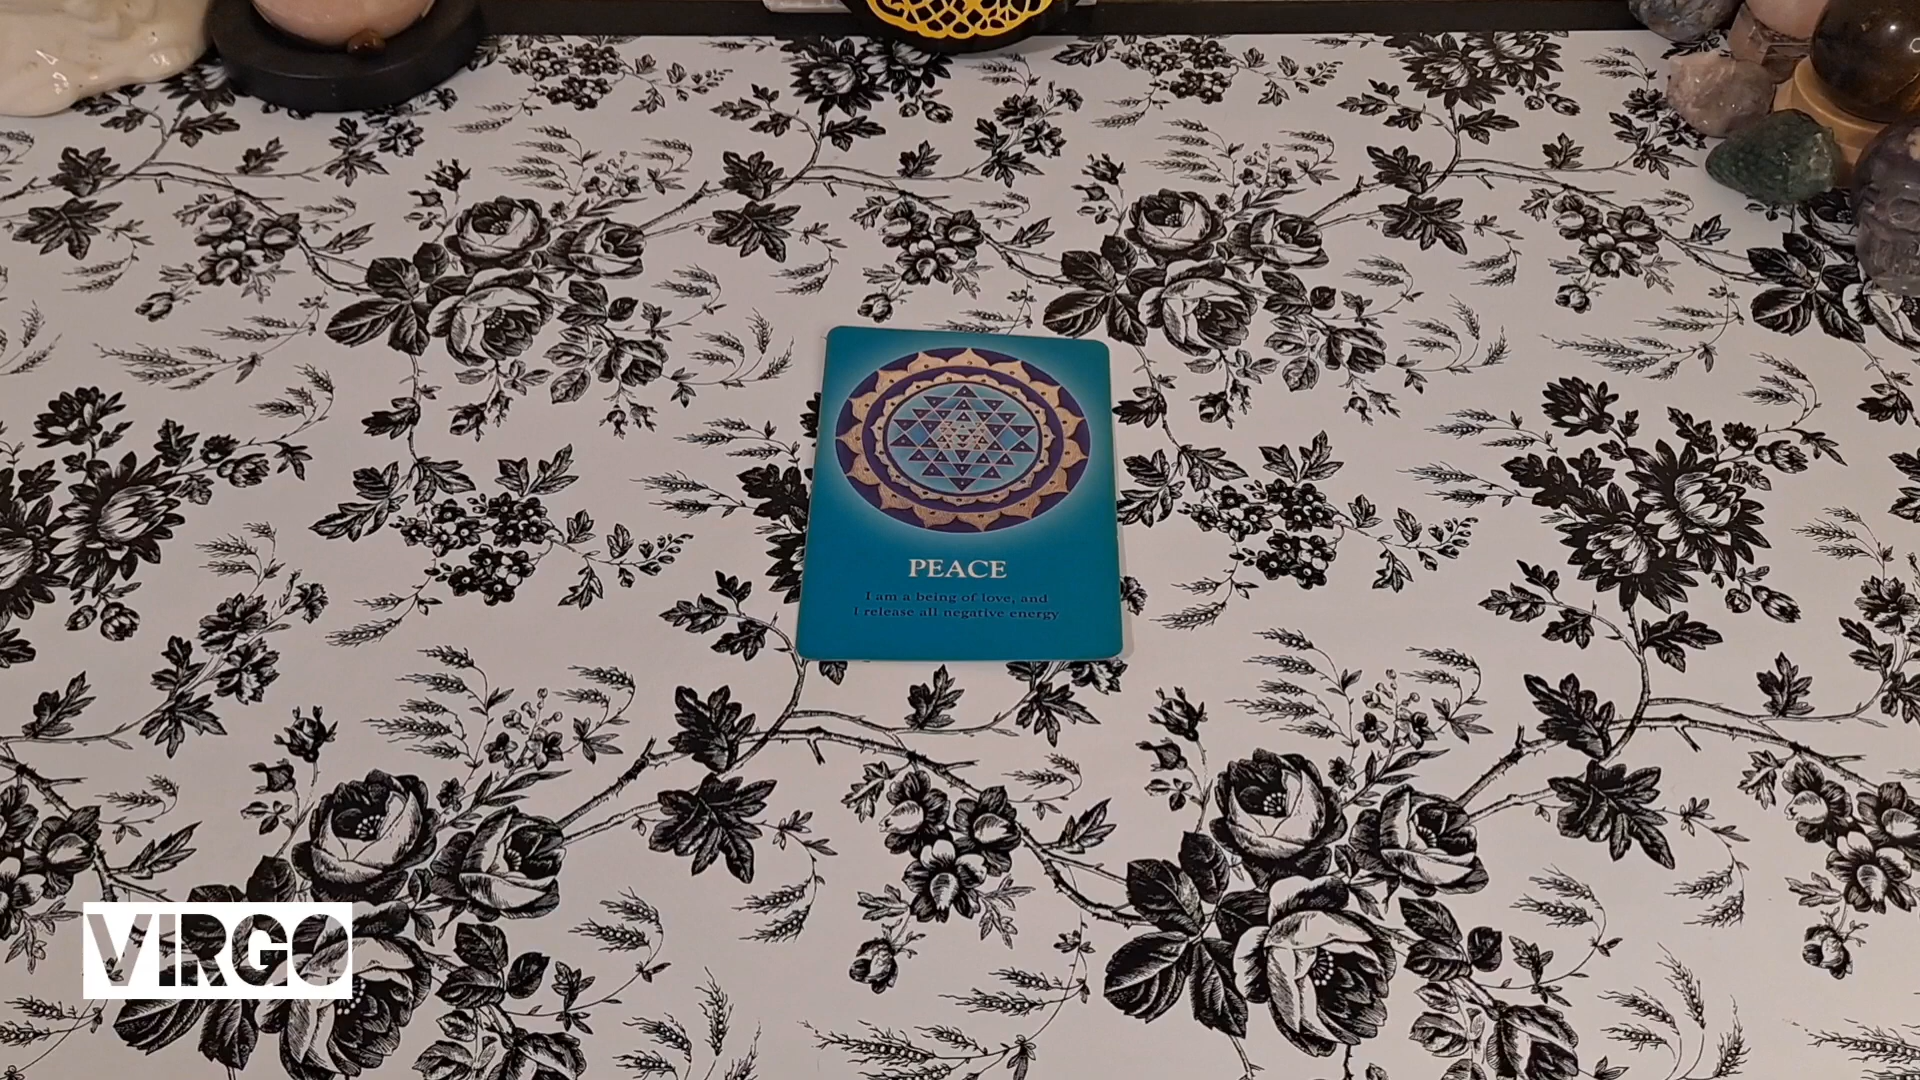 PEACE
I am a being of love, and
I release all negative energy
VIRGO